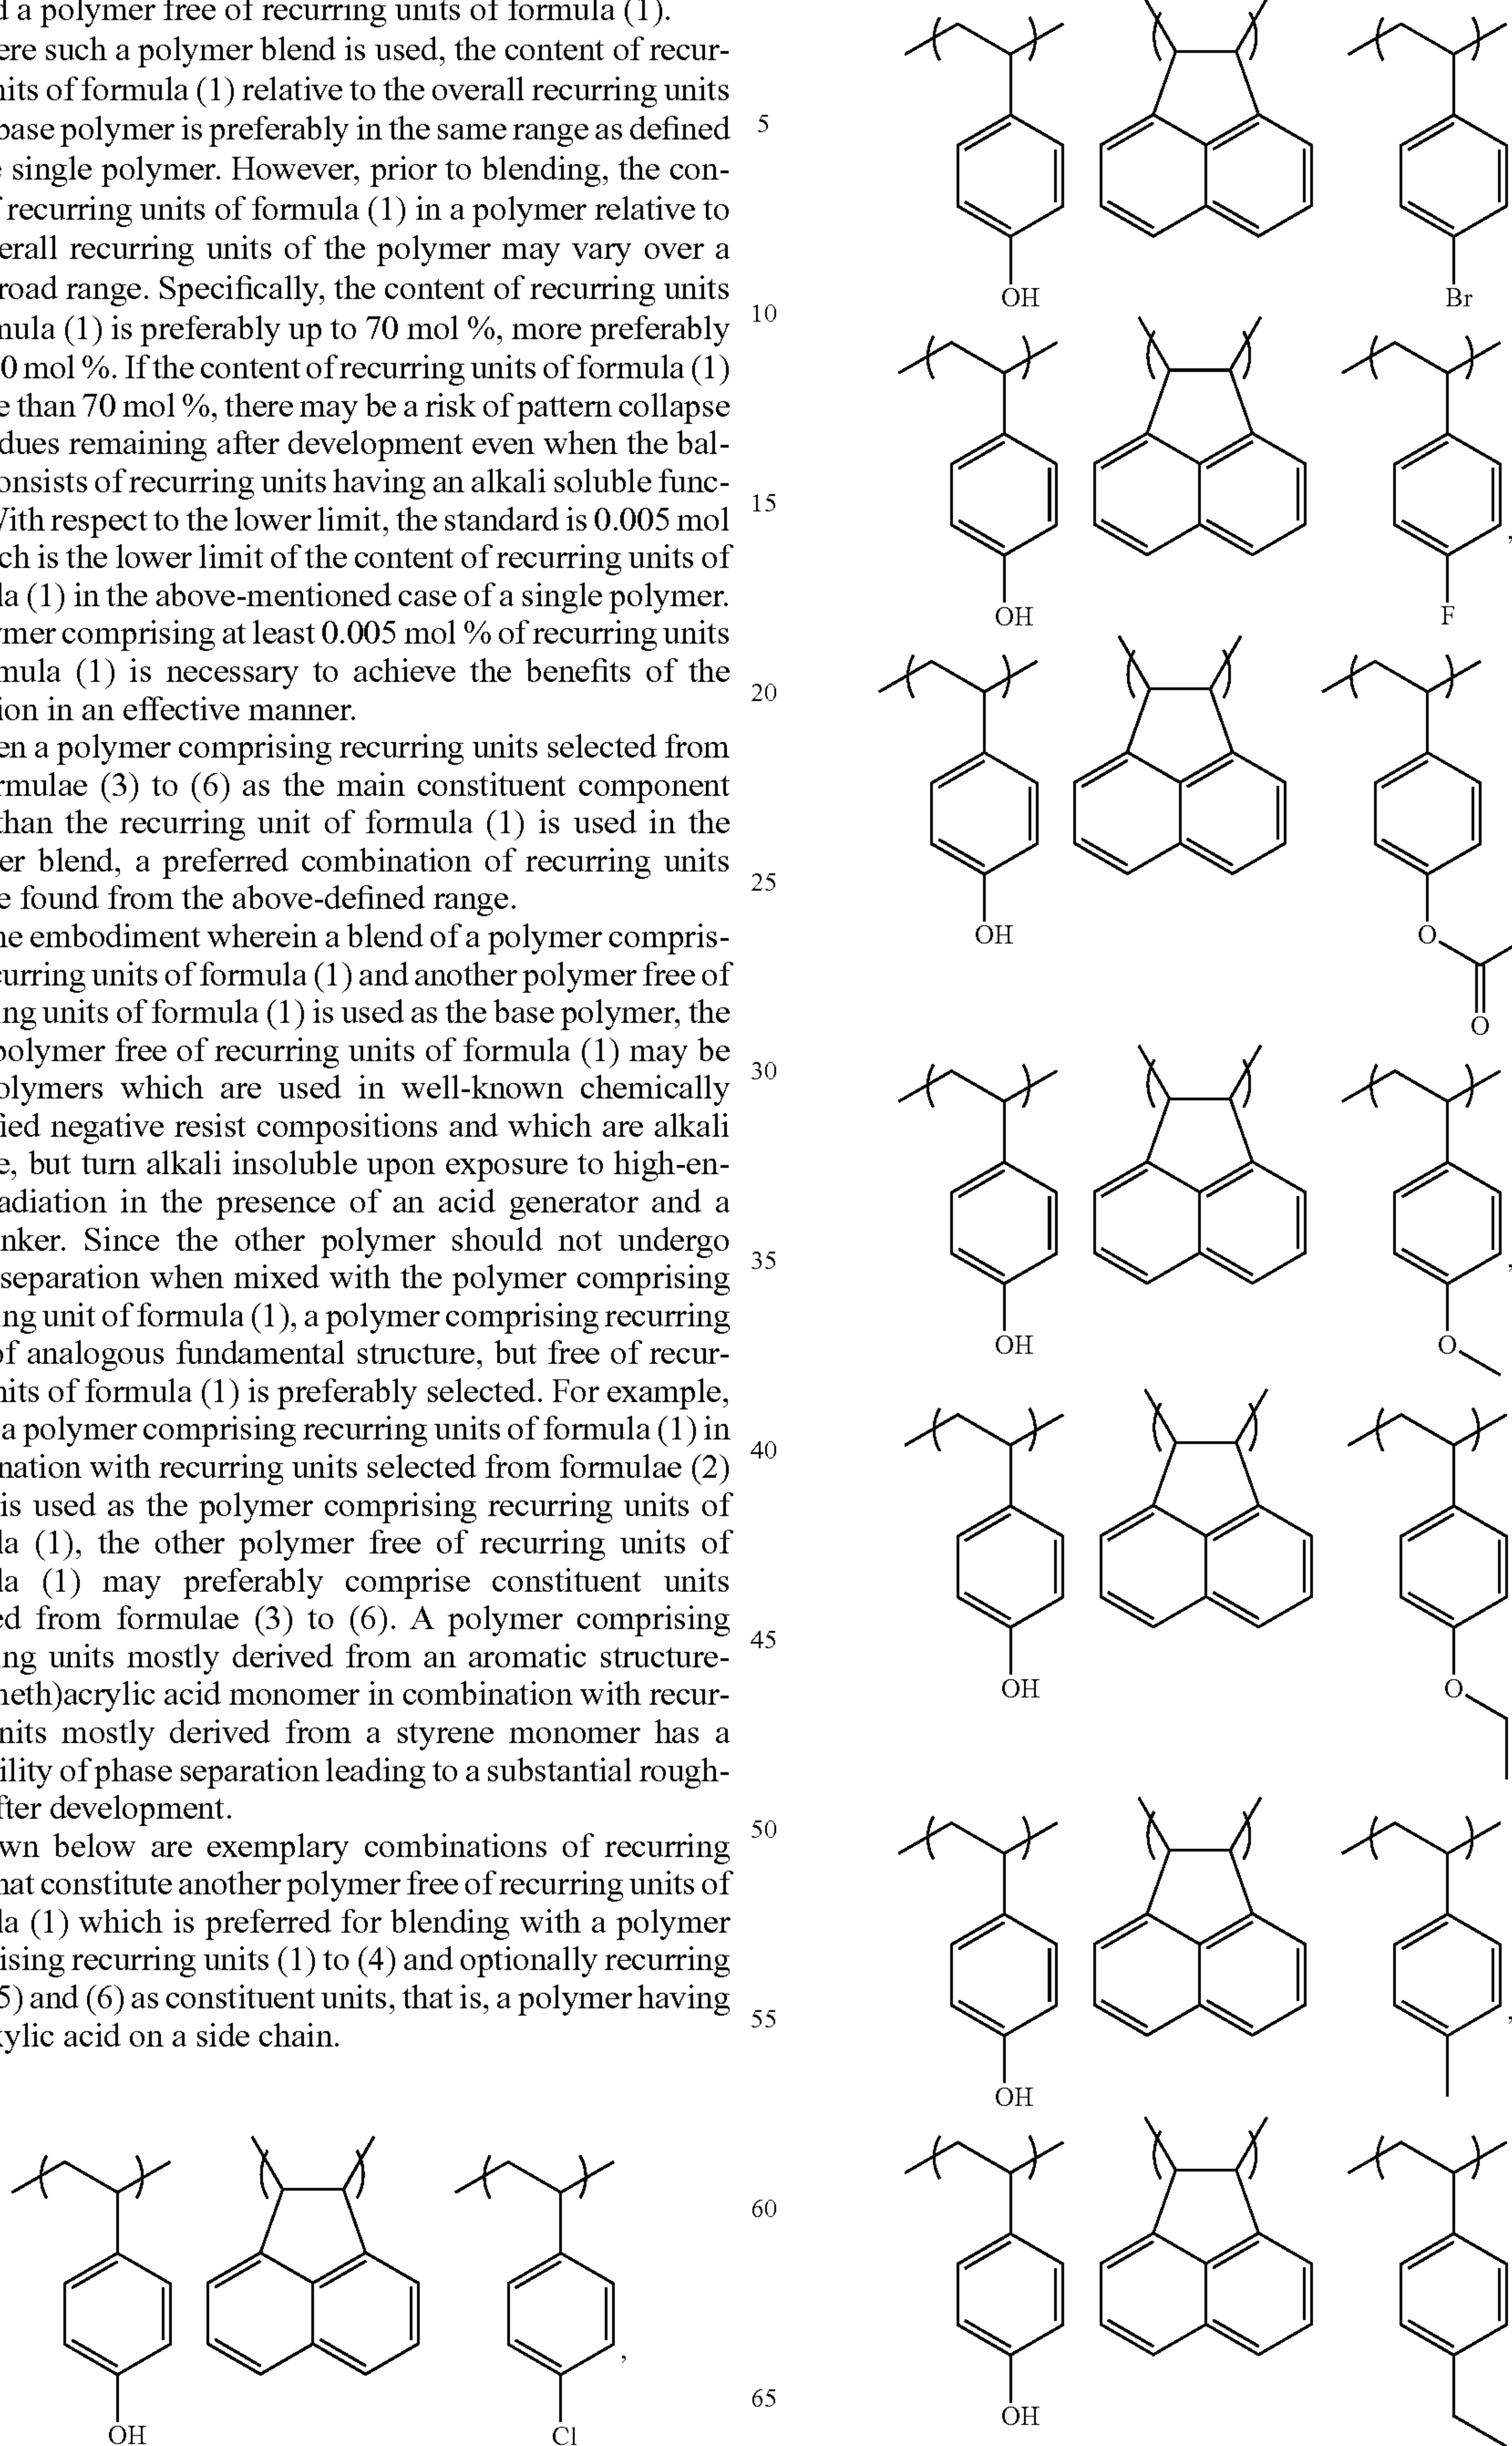 d a polymer free of recurring units of formula (1).
ere such a polymer blend is used, the content of recur-
nits of formula (1) relative to the overall recurring units
base polymer is preferably in the same range as defined
e single polymer. However, prior to blending, the con-
f recurring units of formula (1) in a polymer relative to
erall recurring units of the polymer may vary over a
road range. Specifically, the content of recurring units
mula (1) is preferably up to 70 mol %, more preferably
0 mol %. If the content of recurring units of formula (1)
e than 70 mol %, there may be a risk of pattern collapse
dues remaining after development even when the bal-
onsists of recurring units having an alkali soluble func-
With respect to the lower limit, the standard is 0.005 mol
ch is the lower limit of the content of recurring units of
la (1) in the above-mentioned case of a single polymer.
ymer comprising at least 0.005 mol % of recurring units
mula (1) is necessary to achieve the benefits of the
ion in an effective manner.
en a polymer comprising recurring units selected from
rmulae (3) to (6) as the main constituent component
than the recurring unit of formula (1) is used in the
er blend, a preferred combination of recurring units
e found from the above-defined range.
he embodiment wherein a blend of a polymer compris-
curring units of formula (1) and another polymer free of
ng units of formula (1) is used as the base polymer, the
polymer free of recurring units of formula (1) may be
olymers which are used in well-known chemically
fied negative resist compositions and which are alkali
e, but turn alkali insoluble upon exposure to high-en-
adiation in the presence of an acid generator and a
nker. Since the other polymer should not undergo
separation when mixed with the polymer comprising
ng unit of formula (1), a polymer comprising recurring
of analogous fundamental structure, but free of recur-
nits of formula (1) is preferably selected. For example,
a polymer comprising recurring units of formula (1) in
nation with recurring units selected from formulae (2)
is used as the polymer comprising recurring units of
la (1), the other polymer free of recurring units of
la (1) may preferably comprise constituent units
ed from formulae (3) to (6). A polymer comprising
ng units mostly derived from an aromatic structure-
meth)acrylic acid monomer in combination with recur-
nits mostly derived from a styrene monomer has a
ility of phase separation leading to a substantial rough-
fter development.
wn below are exemplary combinations of recurring
hat constitute another polymer free of recurring units of
la (1) which is preferred for blending with a polymer
ising recurring units (1) to (4) and optionally recurring
5) and (6) as constituent units, that is, a polymer having
xylic acid on a side chain.
OH Cl ,
5
10
15
20
25
30
35
40
45
50
55
60
65
OH Br
OH F ,
OH O
O
OH O ,
OH O
OH ,
OH